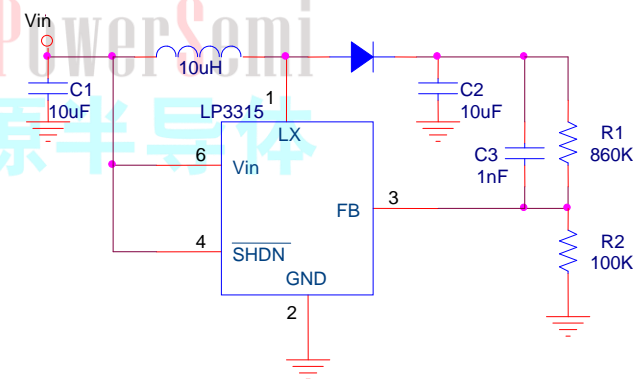 Vin
PowerSemi
10uH
C1
10uF
C2
10uF
源半导体
LP3315
1
LX
6
Vin
C3
1nF
R1
860K
FB
3
4
SHDN
R2
100K
GND
2